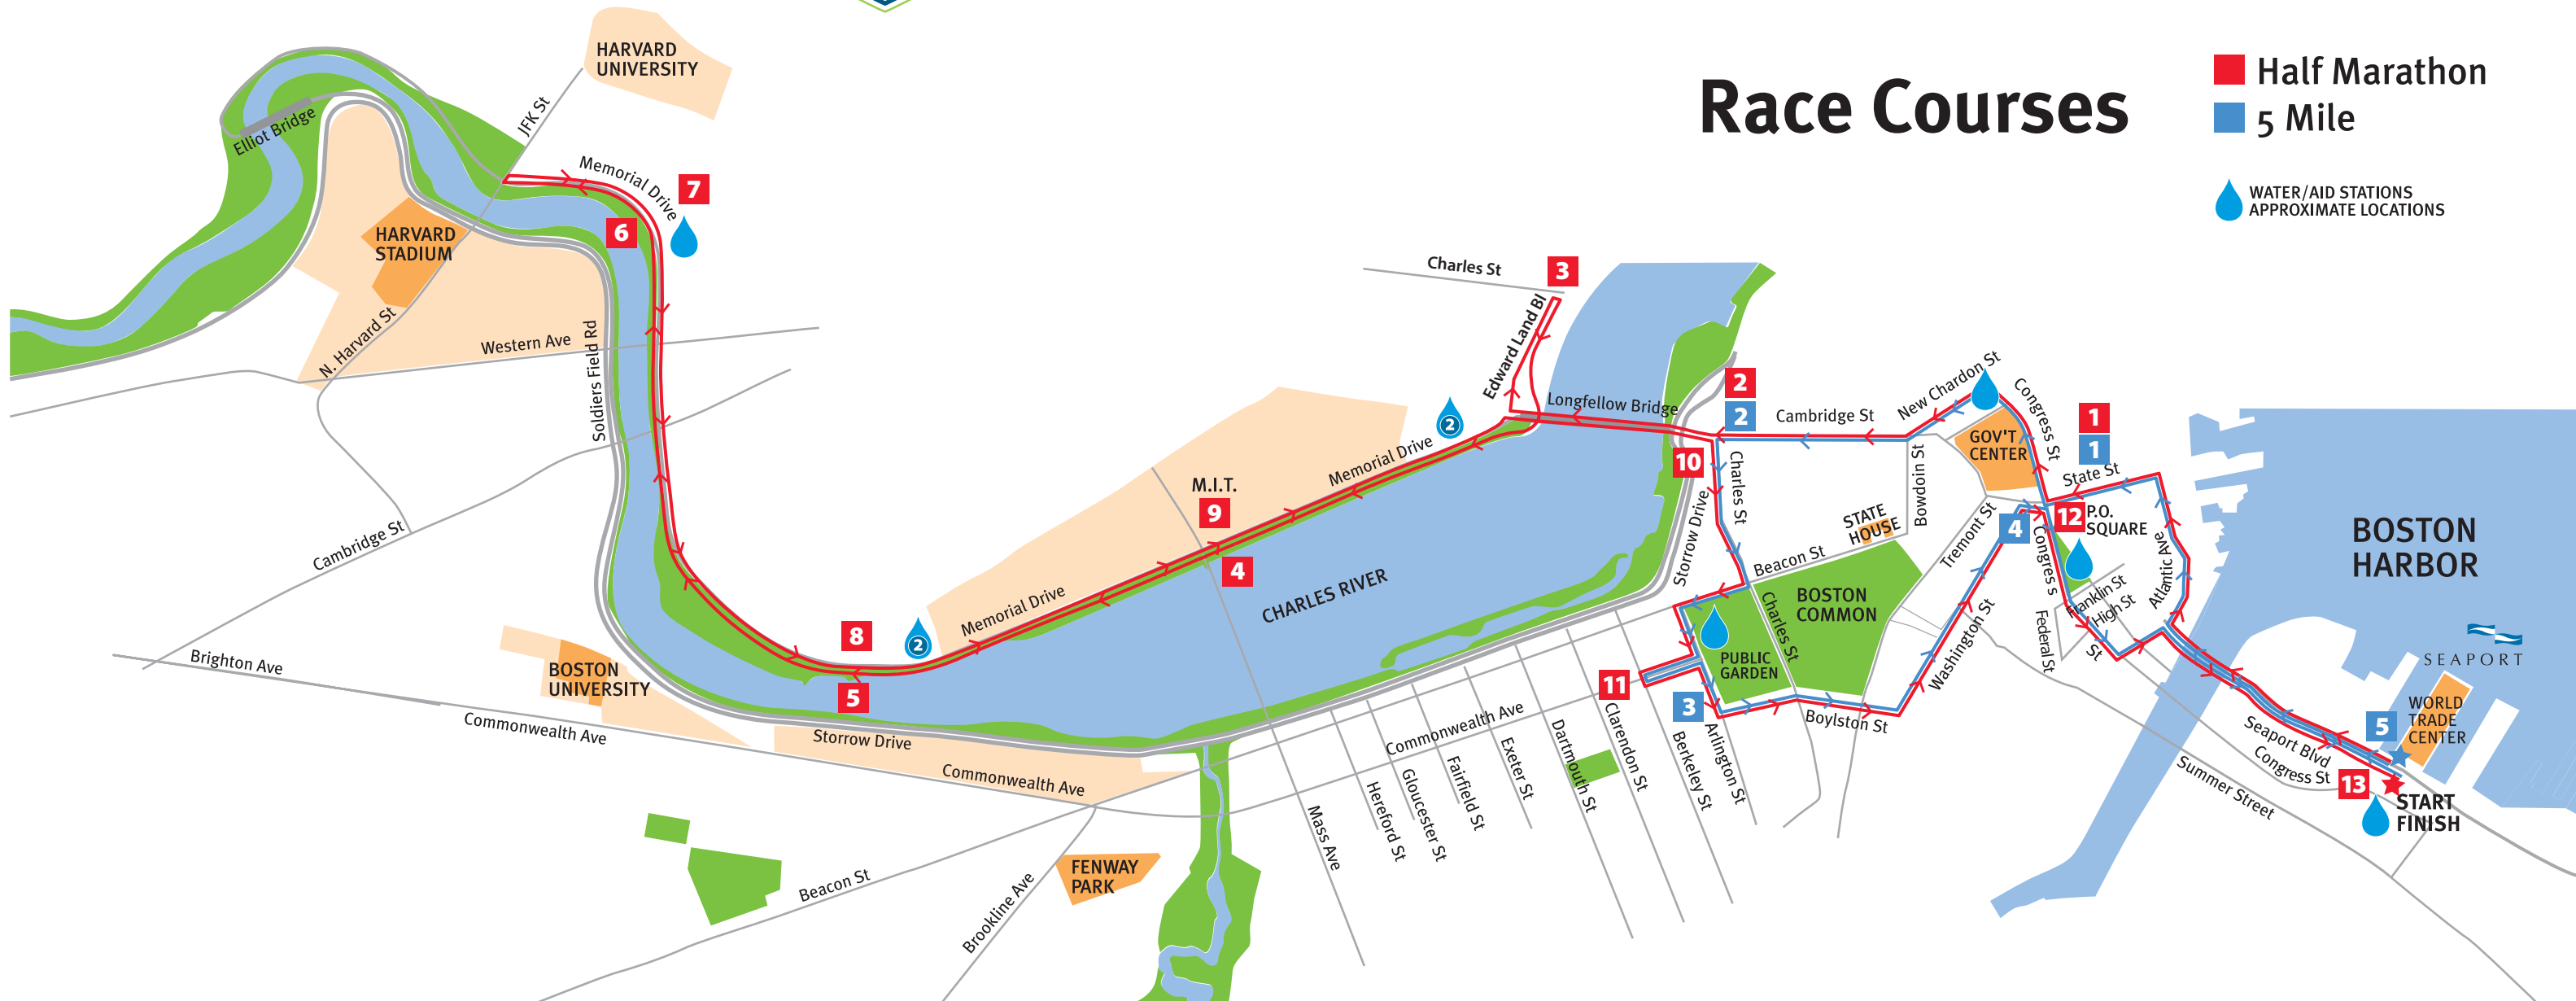 Race Courses
Half Marathon
5 Mile
WATER/AID STATIONS
APPROXIMATE LOCATIONS
HARVARD
UNIVERSITY
JFK St
Elliot Bridge
Memorial Drive
7
6
HARVARD
STADIUM
N. Harvard St
Western Ave
Soldiers Field Rd
Cambridge St
Brighton Ave
Commonwealth Ave
BOSTON
UNIVERSITY
8
5
2
Memorial Drive
Storrow Drive
Commonwealth Ave
Beacon St
Brookline Ave
FENWAY
PARK
M.I.T.
9
4
Memorial Drive
2
CHARLES RIVER
Charles St
3
Edward Land Bl
Longfellow Bridge
2
2
10
Cambridge St
New Chardon St
Congress St
GOV'T
CENTER
1
1
State St
Charles St
Storrow Drive
Bowdoin St
STATE
HOUSE
Beacon St
Tremont St
4
12
P.O.
SQUARE
Congres s
St
Franklin St
High St
Federal St
Atlantic Ave
BOSTON
COMMON
Charles St
PUBLIC
GARDEN
Washington St
11
3
Boylston St
Commonwealth Ave
Mass Ave
Hereford St
Gloucester St
Fairfield St
Exeter St
Dartmouth St
Clarendon St
Berkeley St
Arlington St
BOSTON
HARBOR
SEAPORT
WORLD
TRADE
CENTER
5
Seaport Blvd
Congress St
Summer Street
13
START
FINISH